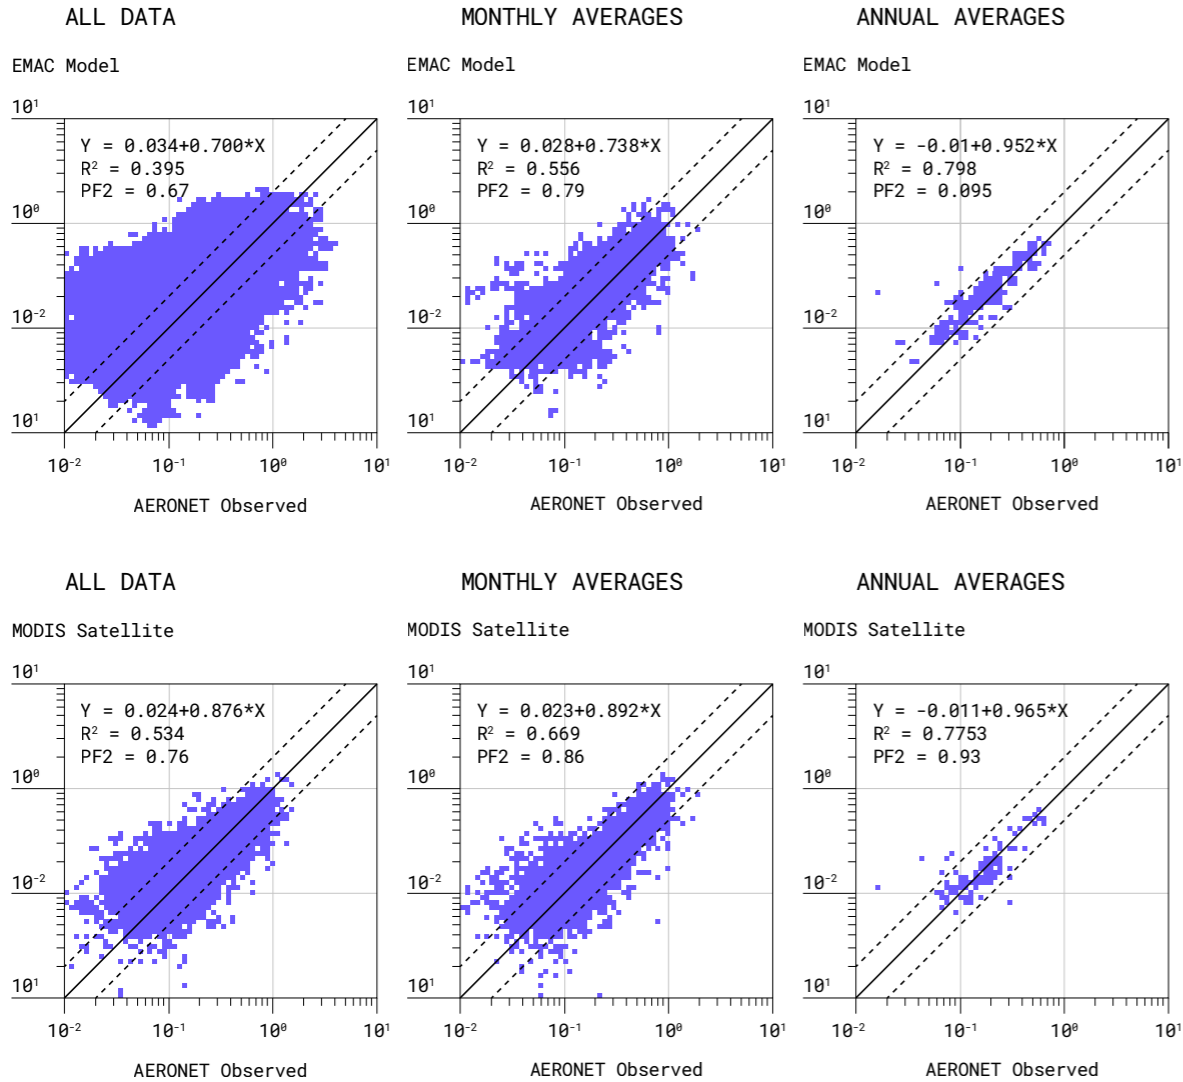 ALL DATA
EMAC Model
10¹
Y = 0.034+0.700*X
R² = 0.395
PF2 = 0.67
10⁰
10⁻²
10¹
10⁻² 10⁻¹ 10⁰ 10¹
AERONET Observed
MONTHLY AVERAGES
EMAC Model
10¹
Y = 0.028+0.738*X
R² = 0.556
PF2 = 0.79
10⁰
10⁻²
10¹
10⁻² 10⁻¹ 10⁰ 10¹
AERONET Observed
ANNUAL AVERAGES
EMAC Model
10¹
Y = -0.01+0.952*X
R² = 0.798
PF2 = 0.095
10⁰
10⁻²
10¹
10⁻² 10⁻¹ 10⁰ 10¹
AERONET Observed
ALL DATA
MODIS Satellite
10¹
Y = 0.024+0.876*X
R² = 0.534
PF2 = 0.76
10⁰
10⁻²
10¹
10⁻² 10⁻¹ 10⁰ 10¹
AERONET Observed
MONTHLY AVERAGES
MODIS Satellite
10¹
Y = 0.023+0.892*X
R² = 0.669
PF2 = 0.86
10⁰
10⁻²
10¹
10⁻² 10⁻¹ 10⁰ 10¹
AERONET Observed
ANNUAL AVERAGES
MODIS Satellite
10¹
Y = -0.011+0.965*X
R² = 0.7753
PF2 = 0.93
10⁰
10⁻²
10¹
10⁻² 10⁻¹ 10⁰ 10¹
AERONET Observed